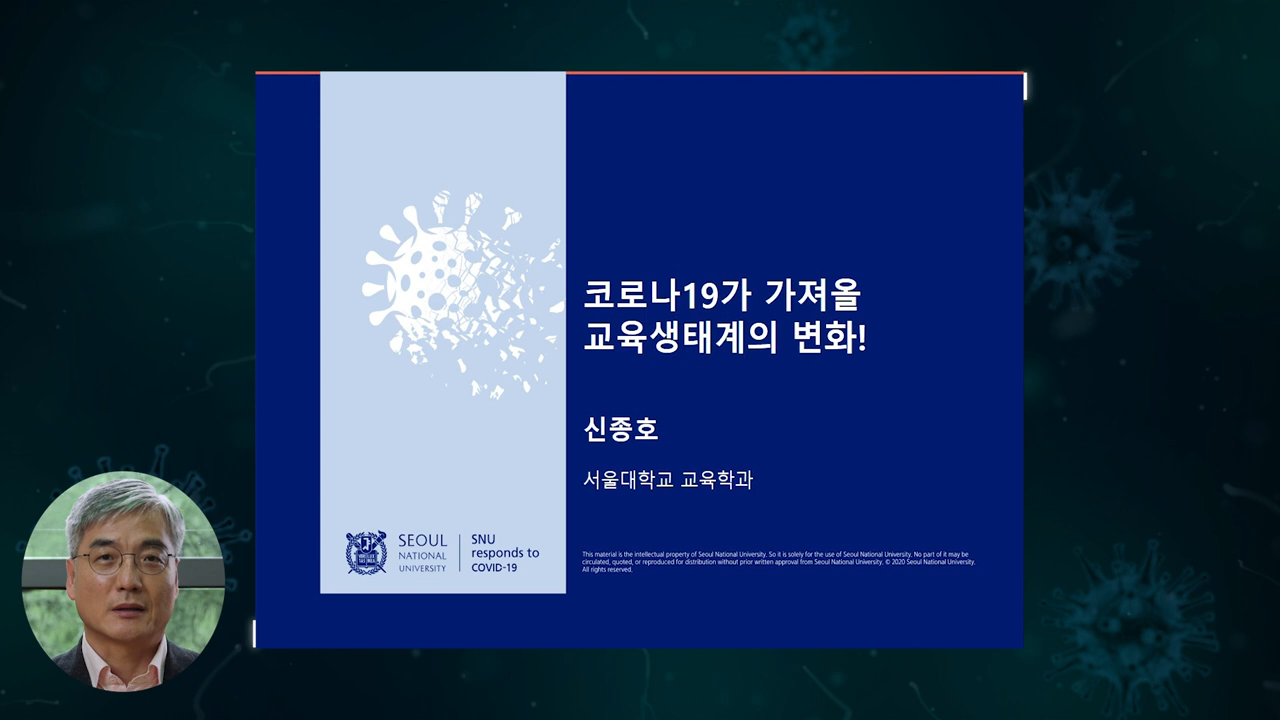 코로나19가 가져올
교육생태계의 변화!
신종호
서울대학교 교육학과
SEOUL
NATIONAL
UNIVERSITY
SNU
responds to
COVID-19
This material is the intellectual property of Seoul National University. So it is solely for the use of Seoul National University. No part of it may be
circulated, quoted, or reproduced for distribution without prior written approval from Seoul National University, © 2020 Seoul National University.
All rights reserved.